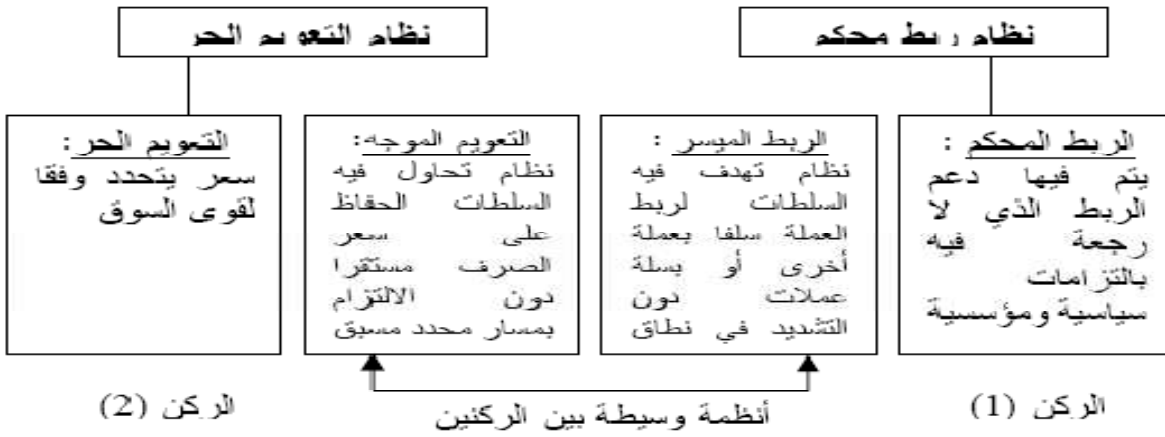 نظام ربط محكم
نظام التعويم الحر
الربط المحكم :
يتم فيها دعم
الربط الذي لا
رجعة فيه
بالتزامات
سياسية ومؤسسية
الربط الميسر :
نظام تهدف فيه
السلطات لربط
العملة سلفا بعملة
أخرى أو بسلة
عملات دون
التشديد في نطاق
التعويم الموجه:
نظام تحاول فيه
السلطات الحفاظ
على سعر
الصرف مستقرا
دون الالتزام
بمسار محدد مسبق
التعويم الحر :
سعر يتحدد وفقا
لقوى السوق
الركن (1)
أنظمة وسيطة بين الركنين
الركن (2)